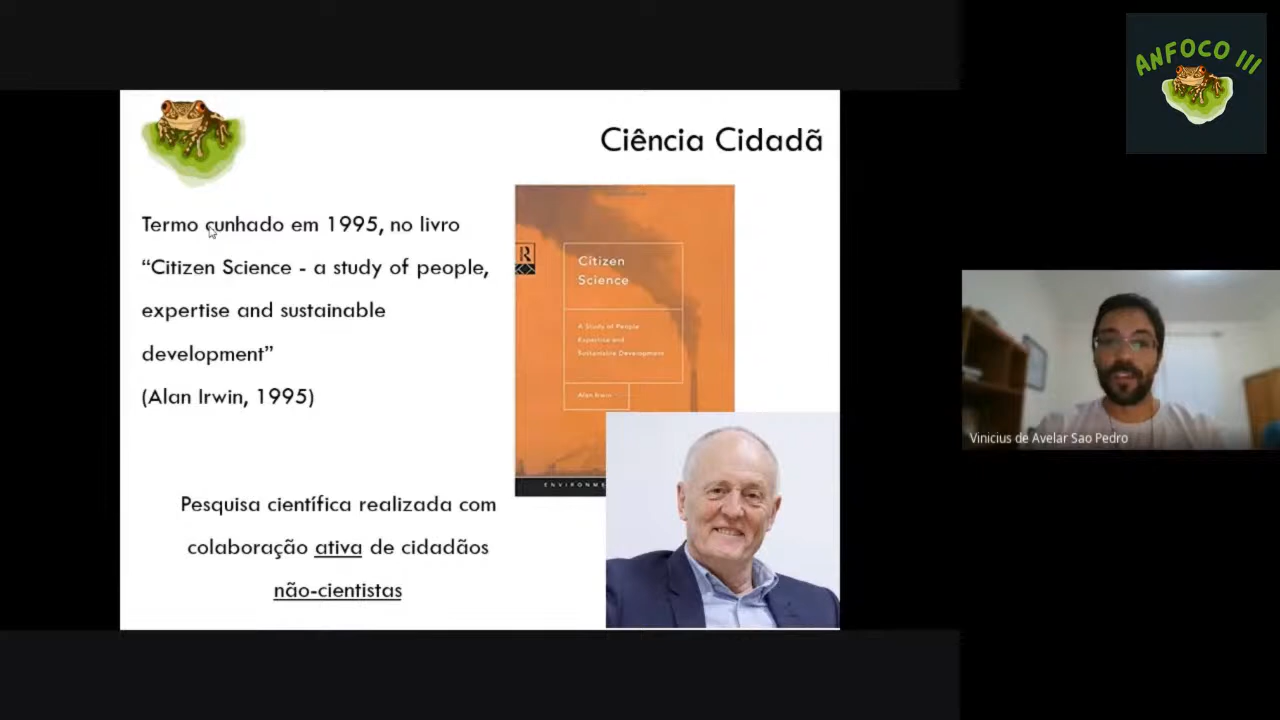 ANFOCO III
Ciência Cidadã
Termo cunhado em 1995, no livro
“Citizen Science - a study of people,
expertise and sustainable
development”
(Alan Irwin, 1995)
Pesquisa científica realizada com
colaboração ativa de cidadãos
não-cientistas
R
Citizen
Science
A Study of People
Expertise and
Sustainable Development
Alan Irwin
ENVIRONME
Vinicius de Avelar Sao Pedro